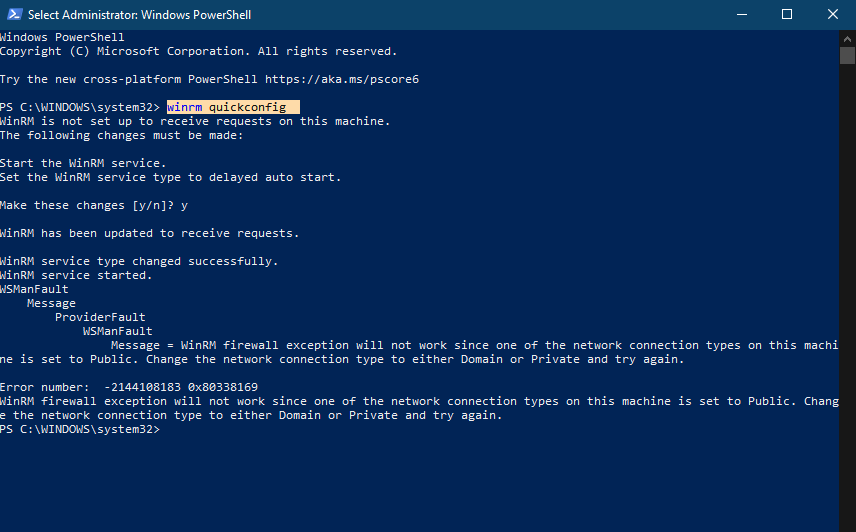 Select Administrator: Windows PowerShell
Windows PowerShell
Copyright (C) Microsoft Corporation. All rights reserved.
Try the new cross-platform PowerShell https://aka.ms/pscore6
PS C:\WINDOWS\system32> winrm quickconfig
WinRM is not set up to receive requests on this machine.
The following changes must be made:
Start the WinRM service.
Set the WinRM service type to delayed auto start.
Make these changes [y/n]? y
WinRM has been updated to receive requests.
WinRM service type changed successfully.
WinRM service started.
WSManFault
    Message
        ProviderFault
            WSManFault
                Message = WinRM firewall exception will not work since one of the network connection types on this machi
ne is set to Public. Change the network connection type to either Domain or Private and try again.
Error number:  -2144108183 0x80338169
WinRM firewall exception will not work since one of the network connection types on this machine is set to Public. Chang
e the network connection type to either Domain or Private and try again.
PS C:\WINDOWS\system32>